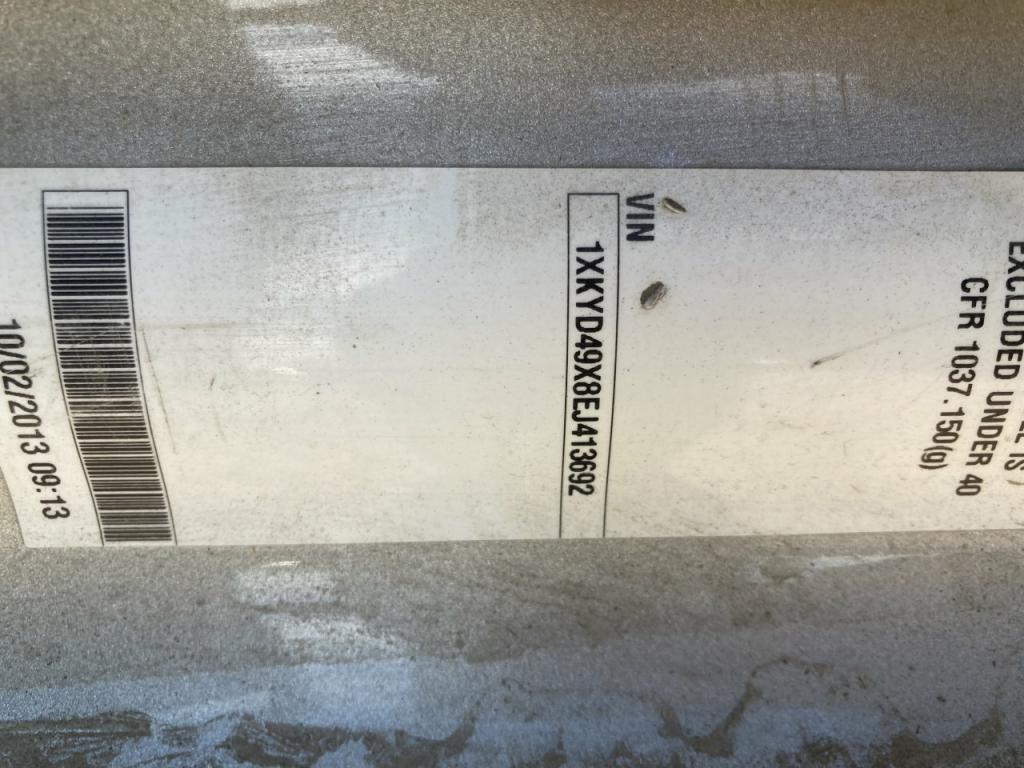 EXCLUDED UNDER 40
CFR 1037.150(g)
VIN
1XKYD49X8EJ413692
10/02/2013 09:13